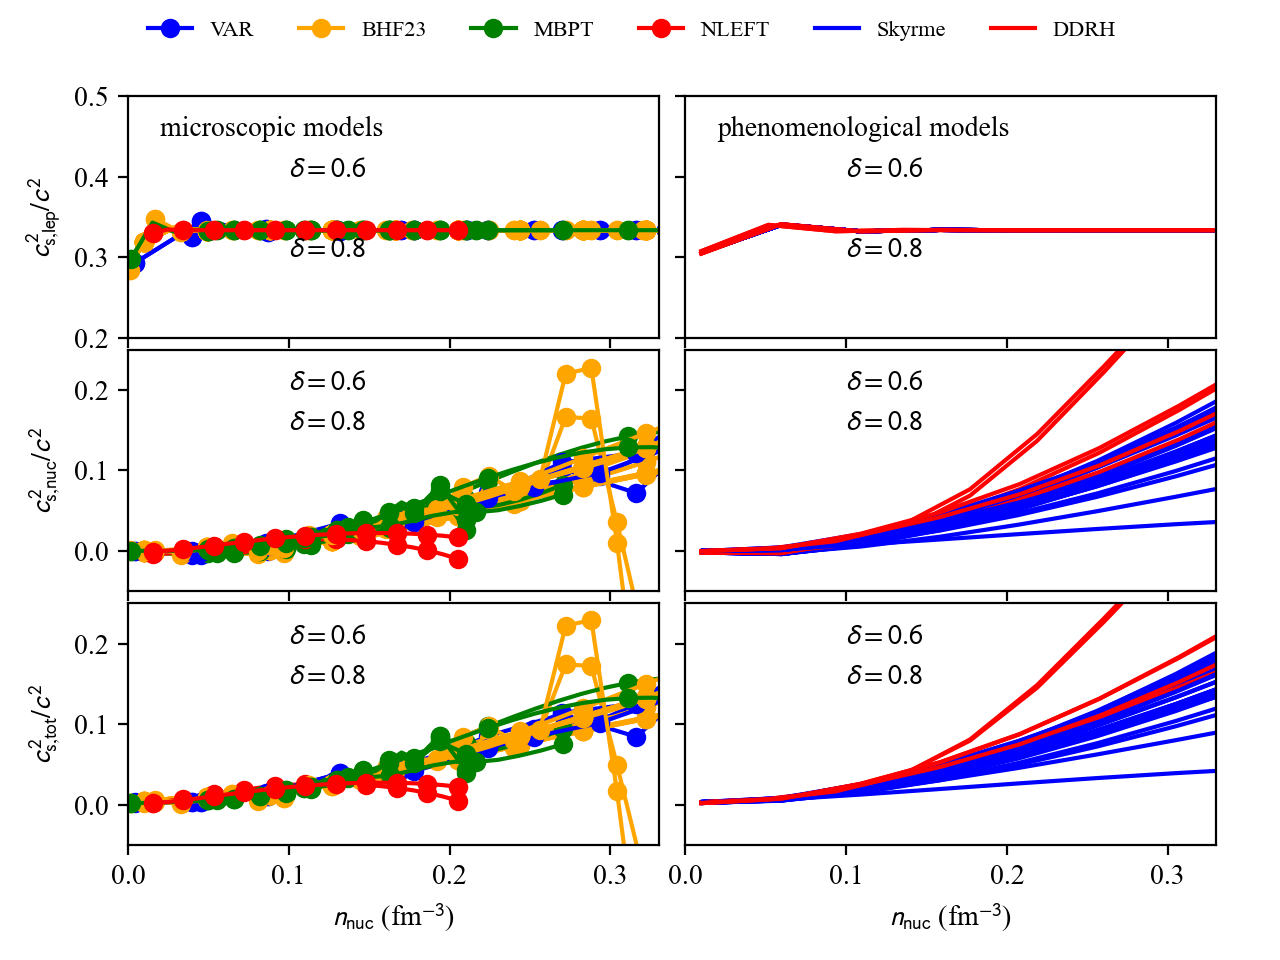 VAR BHF23 MBPT NLEFT Skyrme DDRH
0.5
0.4
0.3
0.2
c²s,lep/c²
microscopic models
δ = 0.6
δ = 0.8
phenomenological models
δ = 0.6
δ = 0.8
0.2
0.1
0.0
c²s,nuc/c²
δ = 0.6
δ = 0.8
δ = 0.6
δ = 0.8
0.2
0.1
0.0
c²s,tot/c²
δ = 0.6
δ = 0.8
δ = 0.6
δ = 0.8
0.0 0.1 0.2 0.3 0.0 0.1 0.2 0.3
nnuc (fm⁻³) nnuc (fm⁻³)